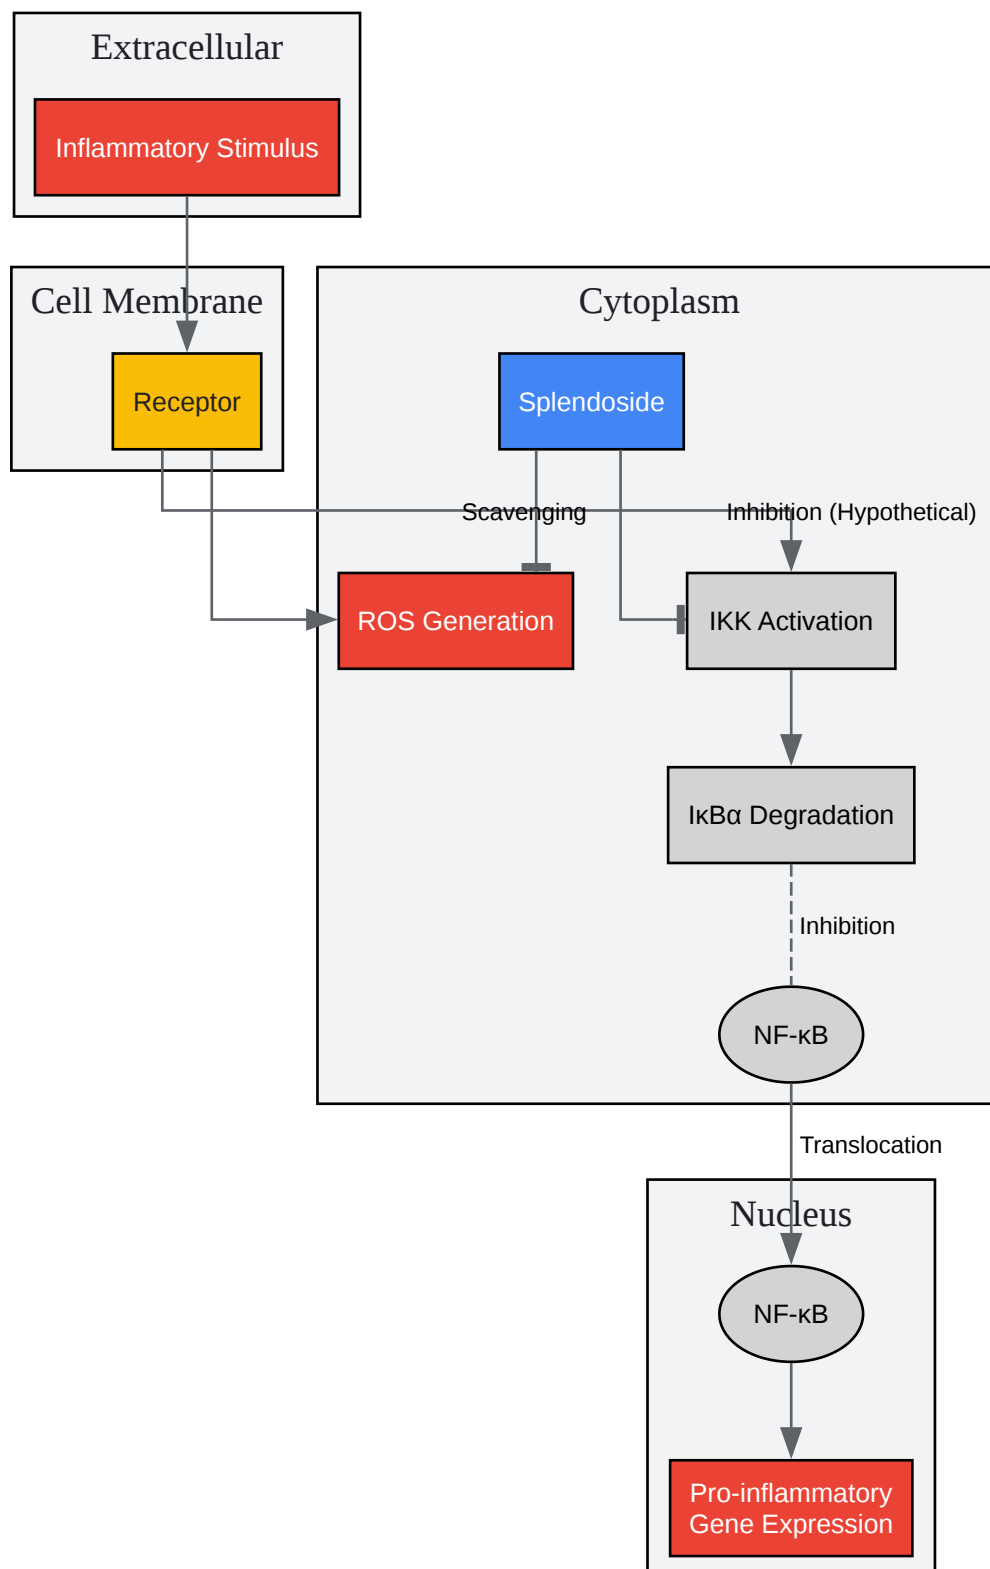 Extracellular
Inflammatory Stimulus
Cell Membrane
Receptor
Cytoplasm
Splendoside
Scavenging
Inhibition (Hypothetical)
ROS Generation
IKK Activation
IκBα Degradation
Inhibition
NF-κB
Translocation
Nucleus
NF-κB
Pro-inflammatory
Gene Expression